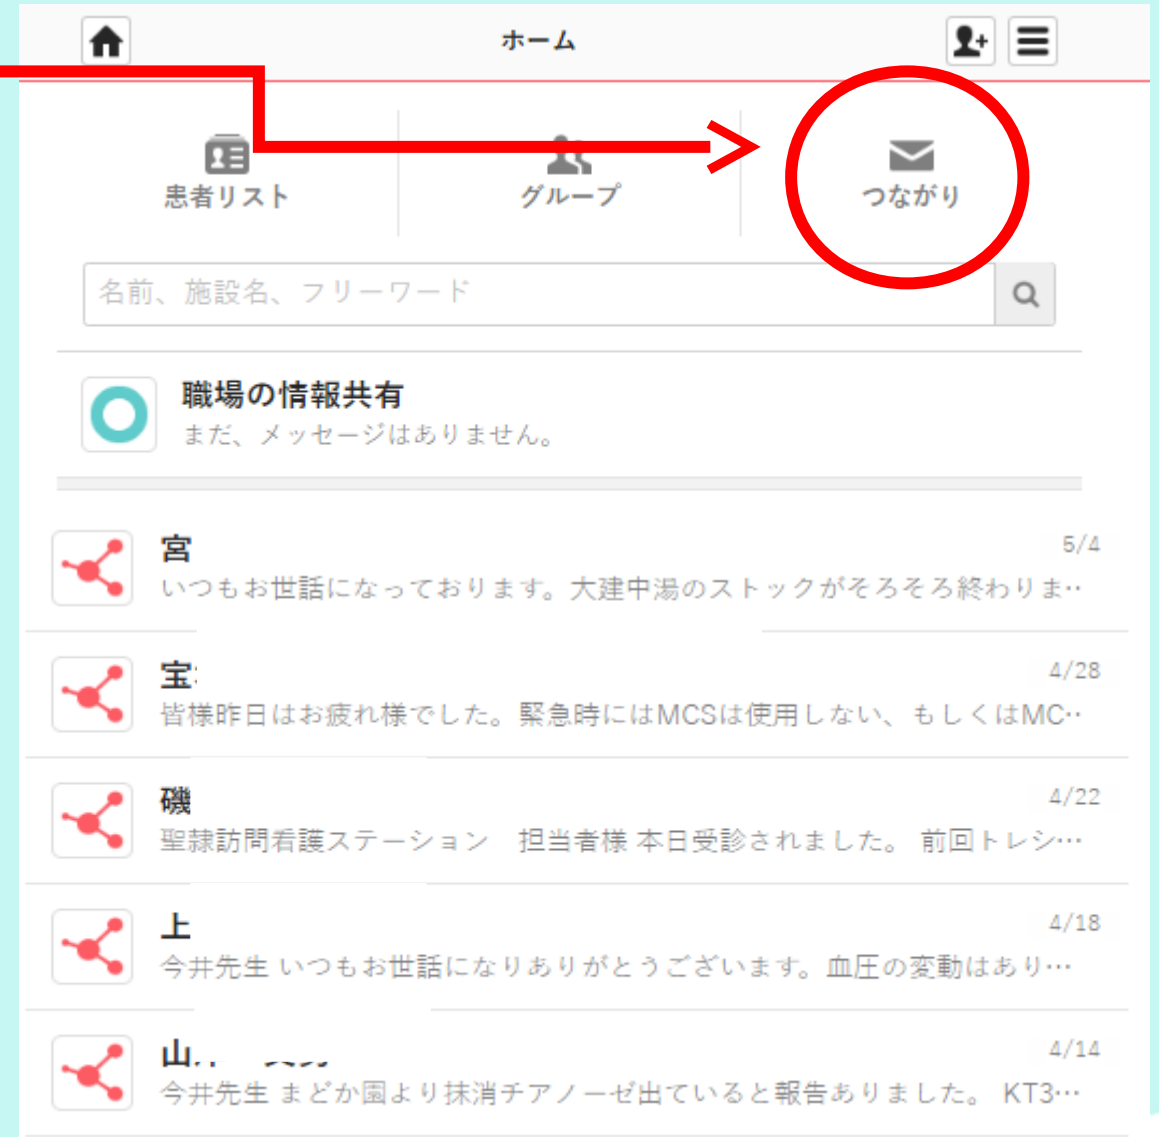 ホーム
患者リスト
グループ
つながり
名前、施設名、フリーワード
職場の情報共有
まだ、メッセージはありません。
宮 5/4
いつもお世話になっております。大建中湯のストックがそろそろ終わりま…
宝 4/28
皆様昨日はお疲れ様でした。緊急時にはMCSは使用しない、もしくはMC…
磯 4/22
聖隷訪問看護ステーション　担当者様 本日受診されました。 前回トレシ…
上 4/18
今井先生 いつもお世話になりありがとうございます。血圧の変動はあり…
山 4/14
今井先生 まどか園より抹消チアノーゼ出ていると報告ありました。 KT3…